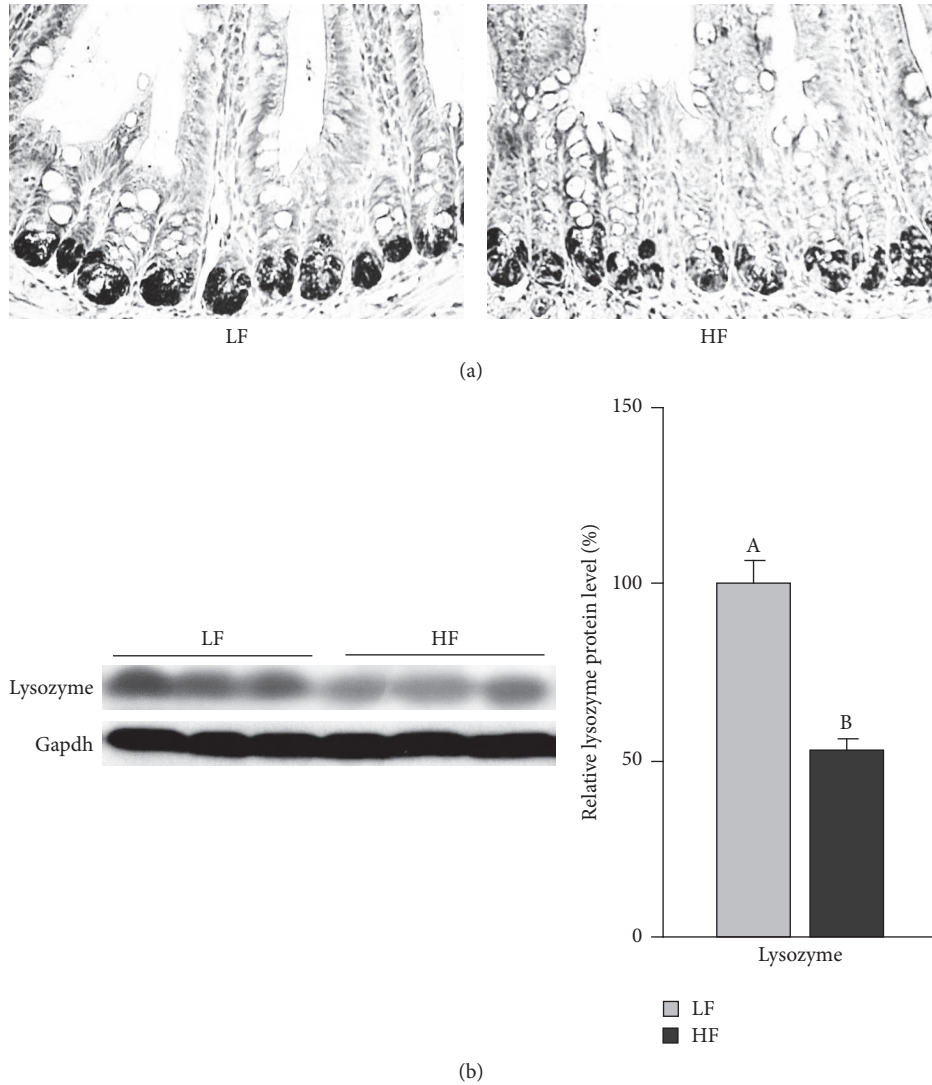 LF
HF
(a)
LF
HF
Lysozyme
Gapdh
Relative lysozyme protein level (%)
150
100
50
0
A
B
Lysozyme
LF
HF
(b)